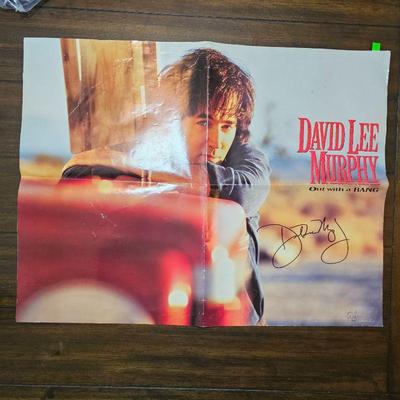 DAVID LEE
MURPHY
Out with a BANG